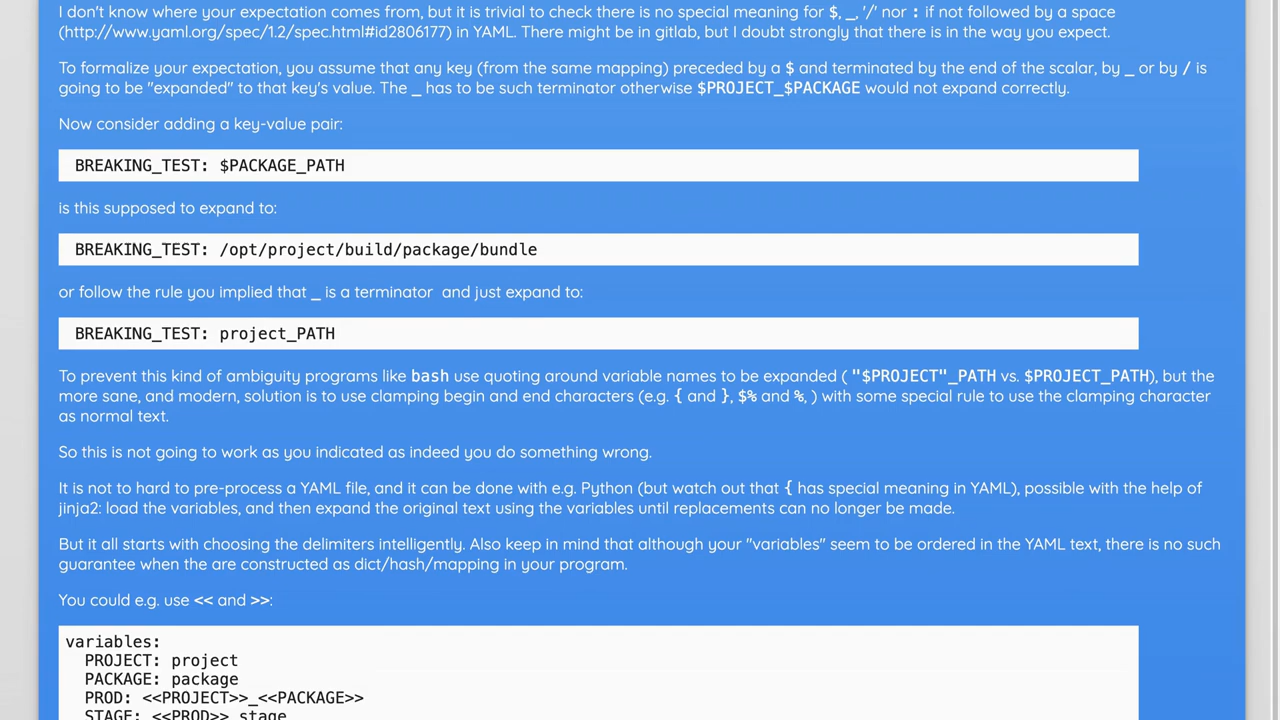 I don't know where your expectation comes from, but it is trivial to check there is no special meaning for $, _, '/' nor : if not followed by a space
(http://www.yaml.org/spec/1.2/spec.html#id2806177) in YAML. There might be in gitlab, but I doubt strongly that there is in the way you expect.
To formalize your expectation, you assume that any key (from the same mapping) preceded by a $ and terminated by the end of the scalar, by _ or by / is
going to be "expanded" to that key's value. The _ has to be such terminator otherwise $PROJECT_$PACKAGE would not expand correctly.
Now consider adding a key-value pair:
BREAKING_TEST: $PACKAGE_PATH
is this supposed to expand to:
BREAKING_TEST: /opt/project/build/package/bundle
or follow the rule you implied that _ is a terminator and just expand to:
BREAKING_TEST: project_PATH
To prevent this kind of ambiguity programs like bash use quoting around variable names to be expanded ( "$PROJECT"_PATH vs. $PROJECT_PATH), but the
more sane, and modern, solution is to use clamping begin and end characters (e.g. { and }, $% and %, ) with some special rule to use the clamping character
as normal text.
So this is not going to work as you indicated as indeed you do something wrong.
It is not to hard to pre-process a YAML file, and it can be done with e.g. Python (but watch out that { has special meaning in YAML), possible with the help of
jinja2: load the variables, and then expand the original text using the variables until replacements can no longer be made.
But it all starts with choosing the delimiters intelligently. Also keep in mind that although your "variables" seem to be ordered in the YAML text, there is no such
guarantee when the are constructed as dict/hash/mapping in your program.
You could e.g. use << and >>:
variables:
PROJECT: project
PACKAGE: package
PROD: <<PROJECT>>_<<PACKAGE>>
STAGE: <<PROD>>_stage